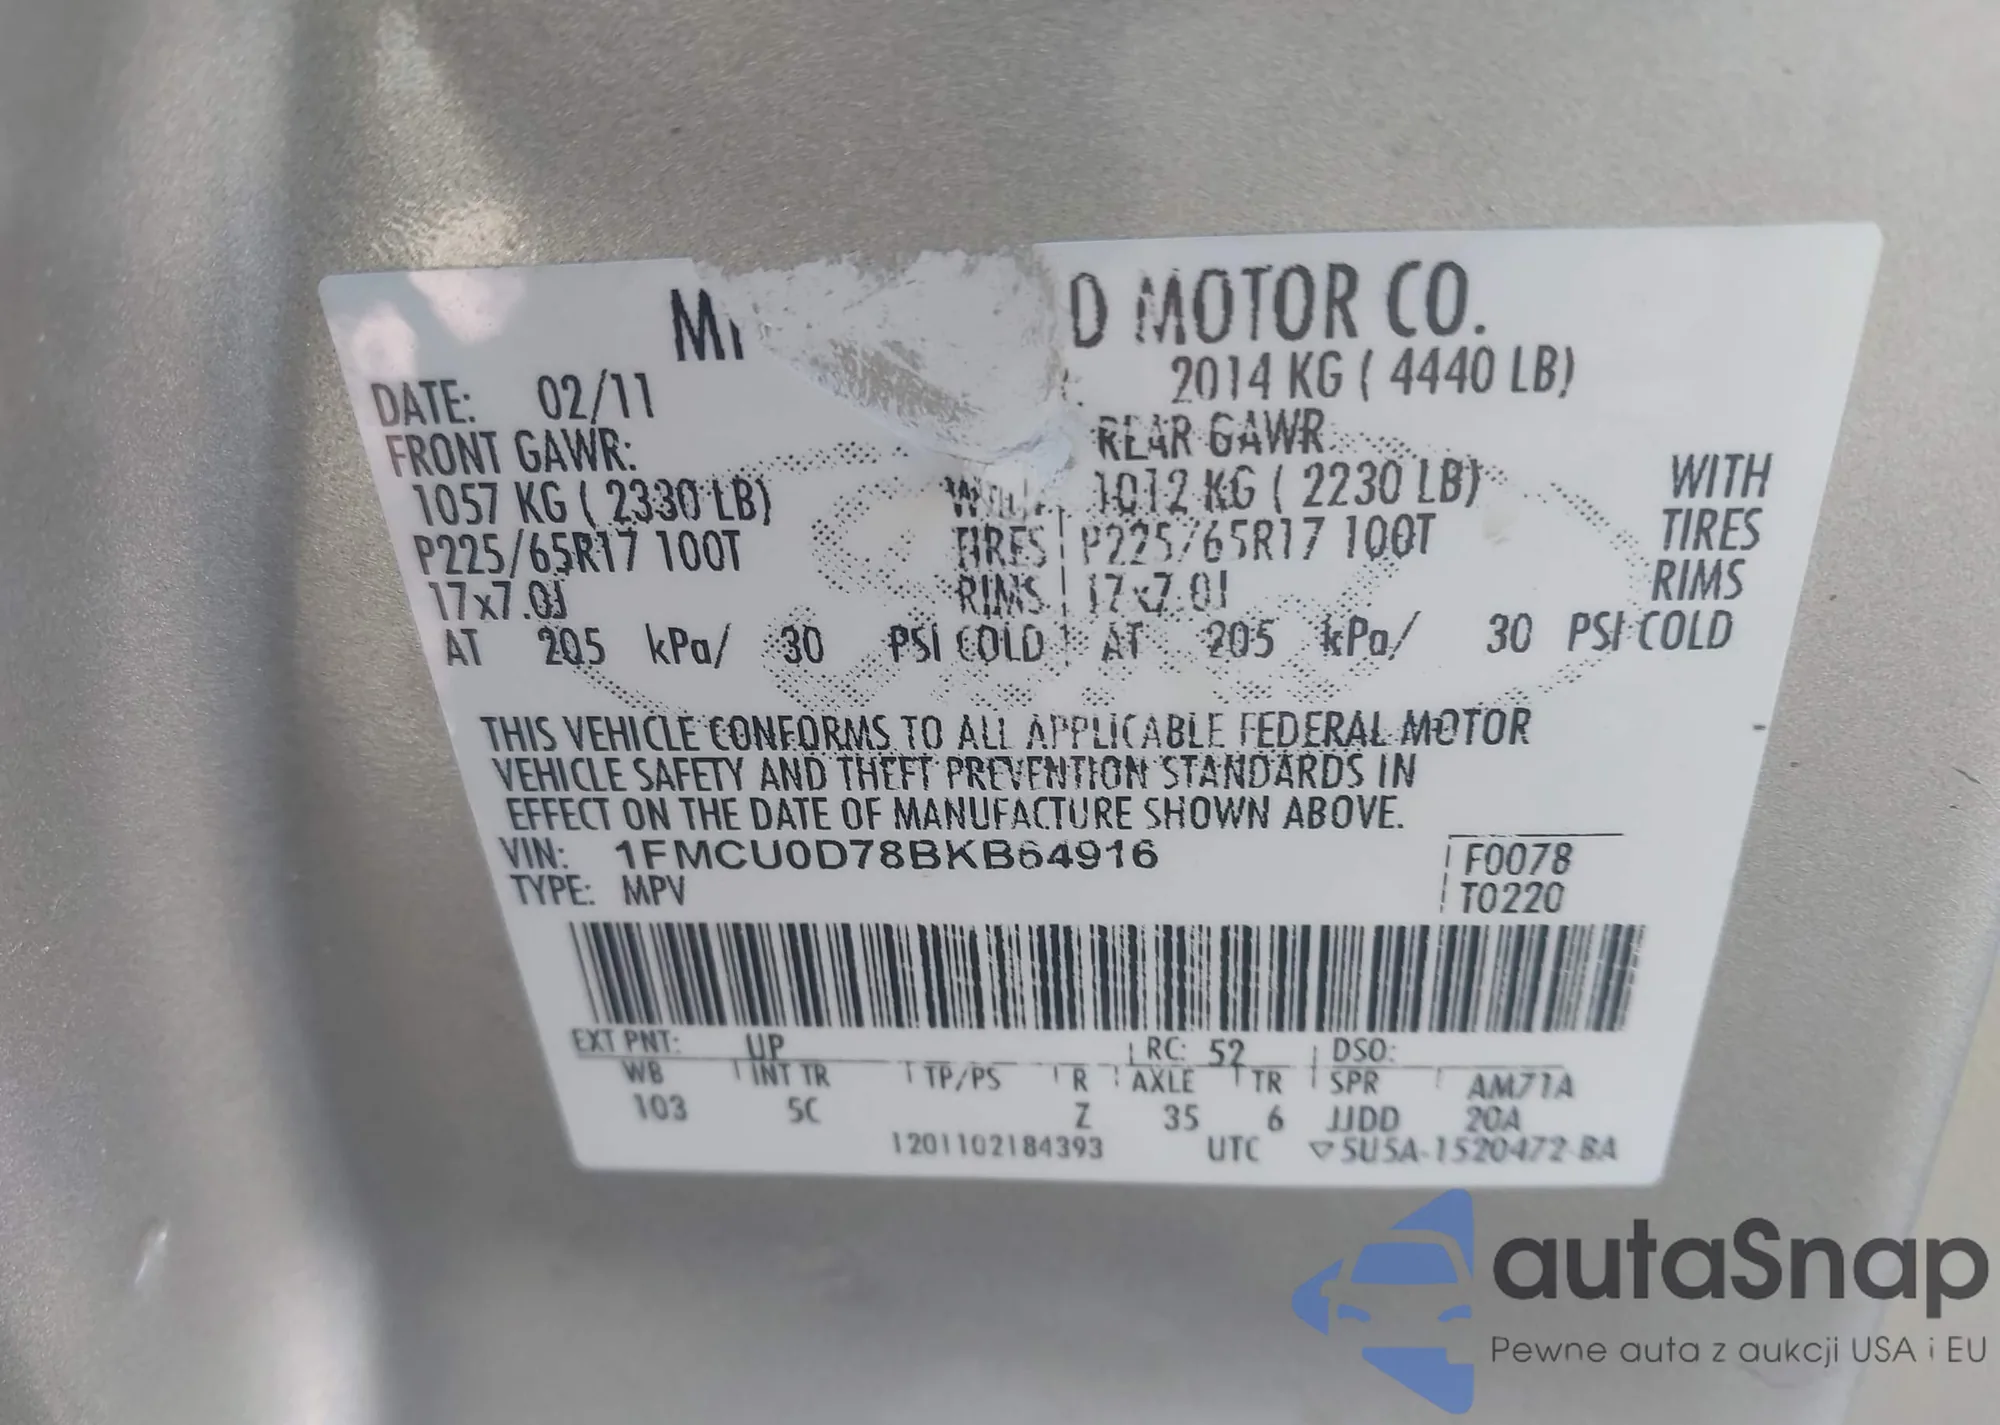 D MOTOR CO.
DATE: 02/11 2014 KG ( 4440 LB)
FRONT GAWR: REAR GAWR:
1057 KG ( 2330 LB) WITH 1012 KG ( 2230 LB) WITH
P225/65R17 100T TIRES P225/65R17 100T TIRES
17x7.0J RIMS 17x7.0J RIMS
AT 205 kPa/ 30 PSI COLD AT 205 kPa/ 30 PSI COLD
THIS VEHICLE CONFORMS TO ALL APPLICABLE FEDERAL MOTOR
VEHICLE SAFETY AND THEFT PREVENTION STANDARDS IN
EFFECT ON THE DATE OF MANUFACTURE SHOWN ABOVE.
VIN: 1FMCU0D78BKB64916 F0078
TYPE: MPV T0220
EXT PNT: UP RC: 52 DSO:
WB INT TR TP/PS R AXLE TR SPR AM71A
103 5C Z 35 6 JJDD 20A
1201102184393 UTC ▽5U5A-1520472-BA
autaSnap
Pewne auta z aukcji USA i EU